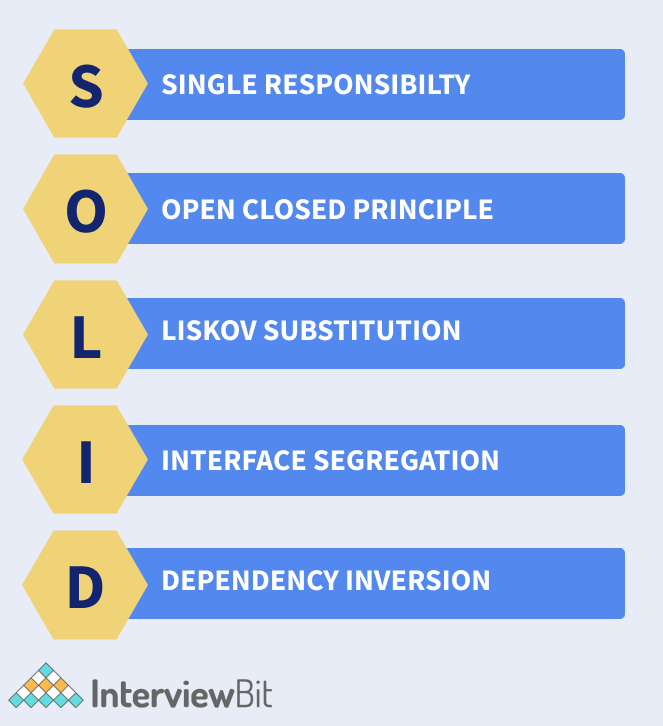 S
SINGLE RESPONSIBILTY
O
OPEN CLOSED PRINCIPLE
L
LISKOV SUBSTITUTION
I
INTERFACE SEGREGATION
D
DEPENDENCY INVERSION
InterviewBit